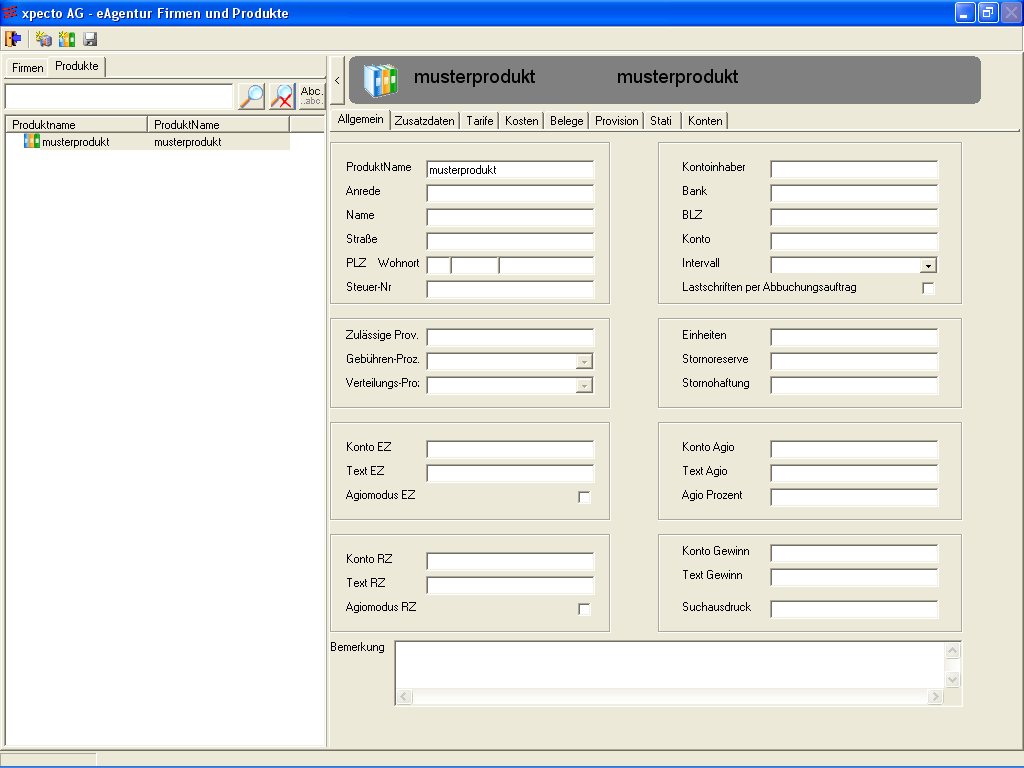 xpecto AG - eAgentur Firmen und Produkte
Firmen Produkte
Abc.
..abc.
Produktname ProduktName
musterprodukt musterprodukt
< musterprodukt musterprodukt
Allgemein Zusatzdaten Tarife Kosten Belege Provision Stati Konten
ProduktName musterprodukt
Anrede
Name
Straße
PLZ Wohnort
Steuer-Nr
Kontoinhaber
Bank
BLZ
Konto
Intervall
Lastschriften per Abbuchungsauftrag
Zulässige Prov.
Gebühren-Proz.
Verteilungs-Proz
Einheiten
Stornoreserve
Stornohaftung
Konto EZ
Text EZ
Agiomodus EZ
Konto Agio
Text Agio
Agio Prozent
Konto RZ
Text RZ
Agiomodus RZ
Konto Gewinn
Text Gewinn
Suchausdruck
Bemerkung